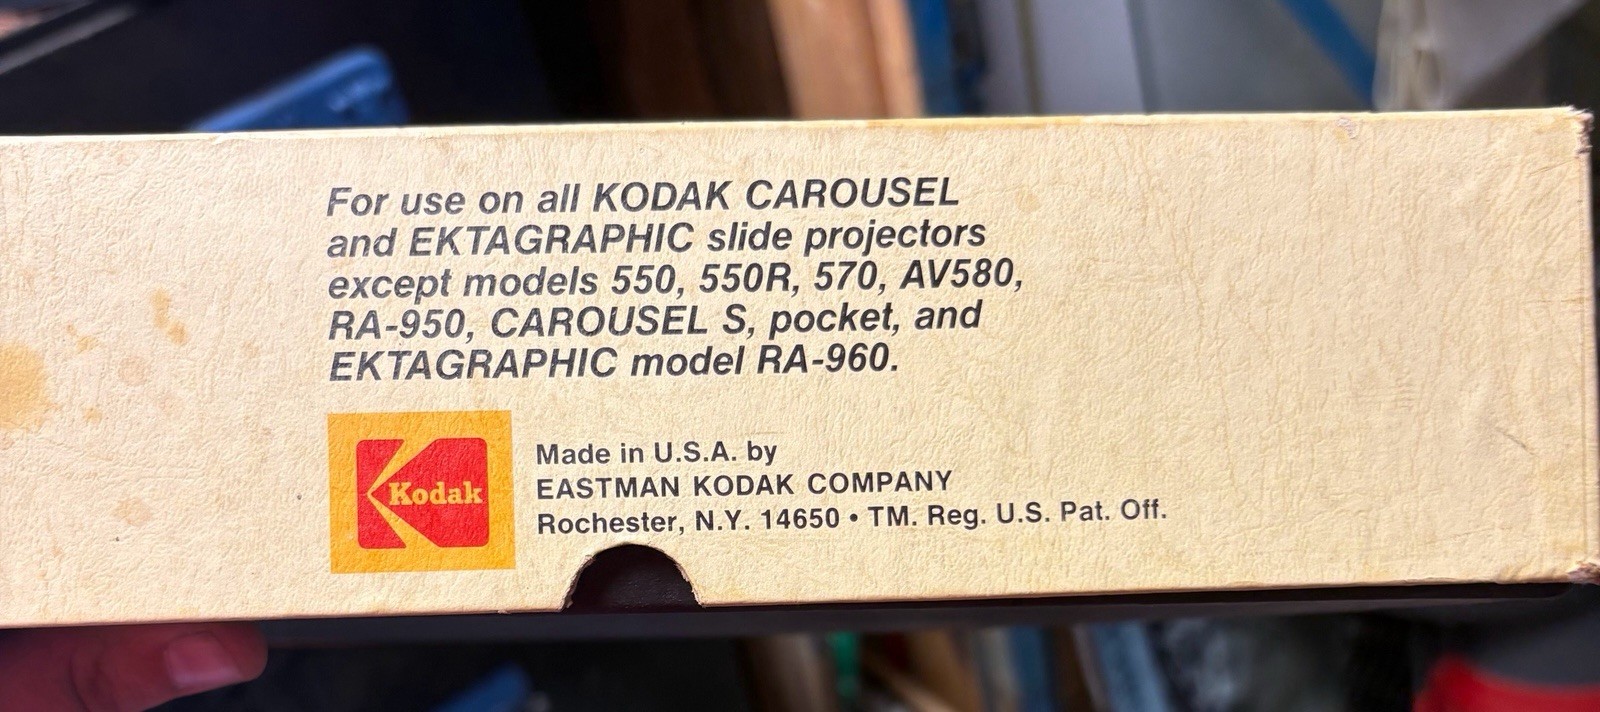 For use on all KODAK CAROUSEL
and EKTAGRAPHIC slide projectors
except models 550, 550R, 570, AV580,
RA-950, CAROUSEL S, pocket, and
EKTAGRAPHIC model RA-960.
Kodak
Made in U.S.A. by
EASTMAN KODAK COMPANY
Rochester, N.Y. 14650 • TM. Reg. U.S. Pat. Off.